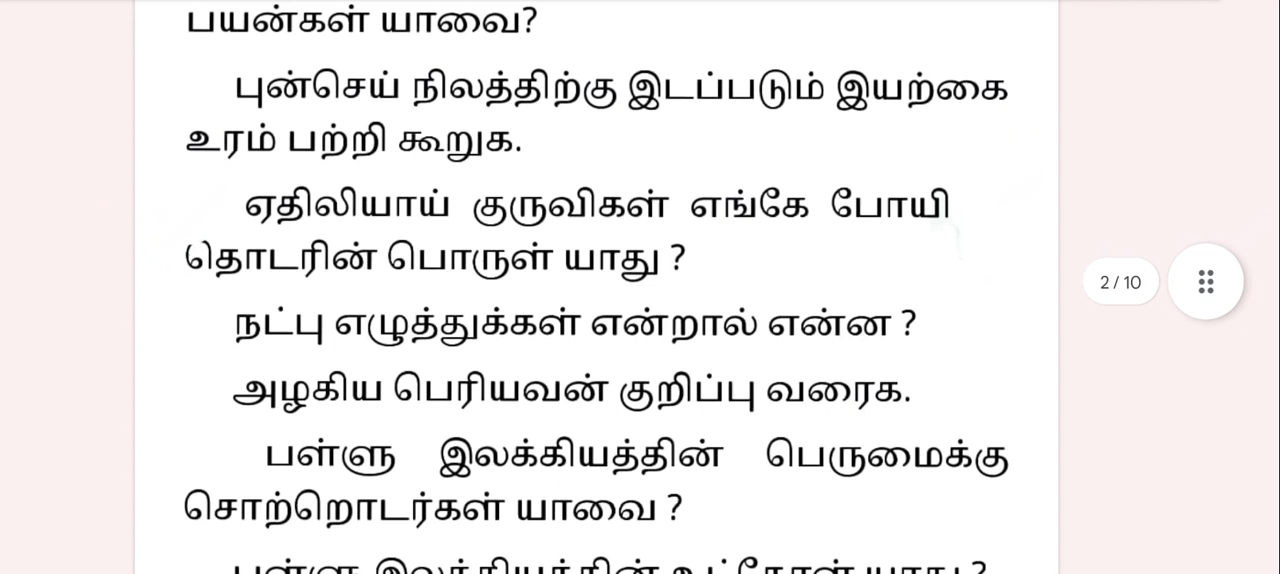 பயன்கள் யாவை?
புன்செய் நிலத்திற்கு இடப்படும் இயற்கை
உரம் பற்றி கூறுக.
ஏதிலியாய் குருவிகள் எங்கே போயி
தொடரின் பொருள் யாது ?
நட்பு எழுத்துக்கள் என்றால் என்ன ?
2 / 10
அழகிய பெரியவன் குறிப்பு வரைக.
பள்ளு இலக்கியத்தின் பெருமைக்கு
சொற்றொடர்கள் யாவை ?